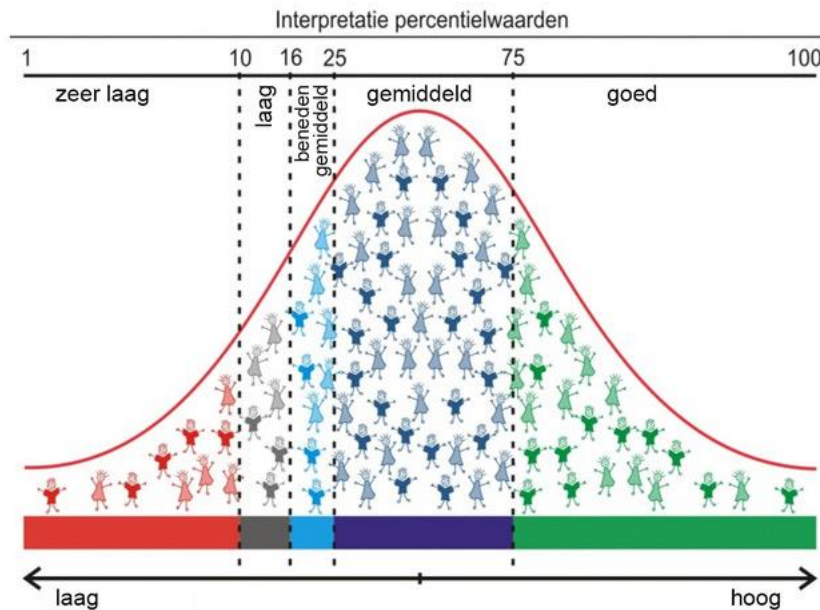 Interpretatie percentielwaarden
1 10 16 25 75 100
zeer laag
laag
beneden
gemiddeld
gemiddeld
goed
laag
hoog